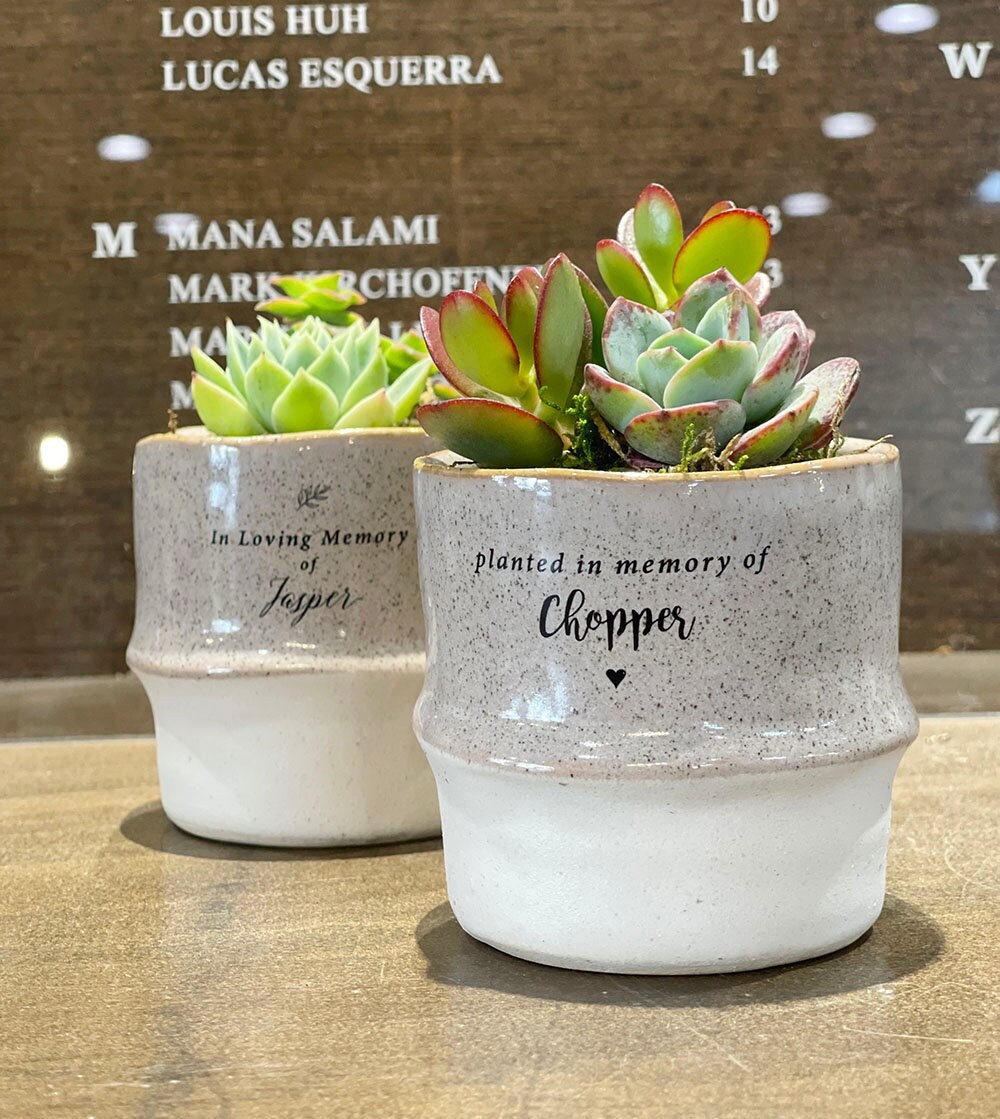 LOUIS HUH 10
LUCAS ESQUERRA 14
W
M MANA SALAMI
Y
Z
In Loving Memory
of
Jasper
planted in memory of
Chopper
♥